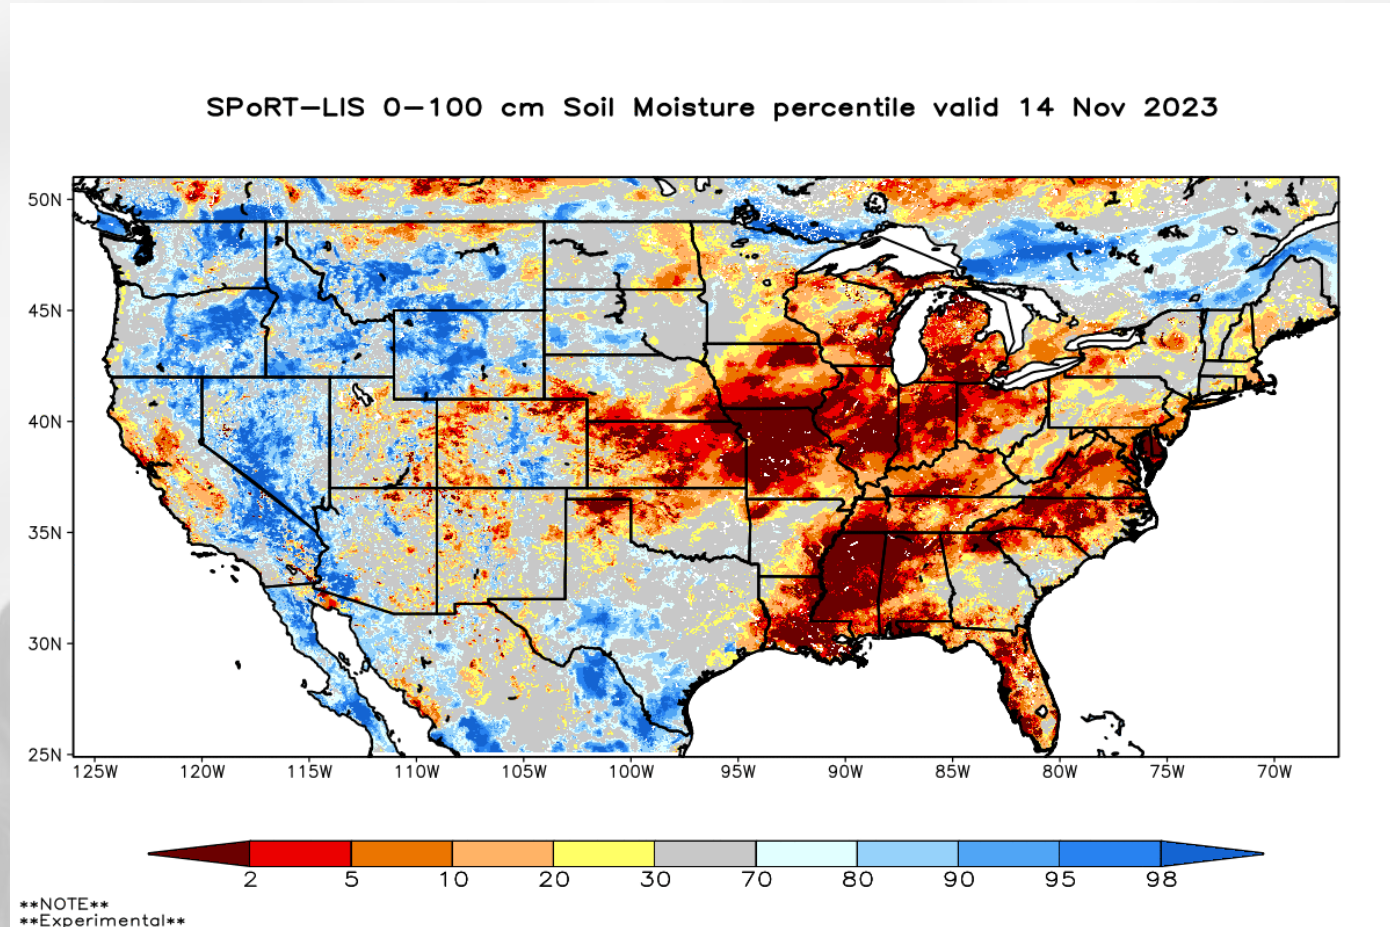 SPoRT-LIS 0-100 cm Soil Moisture percentile valid 14 Nov 2023
50N
45N
40N
35N
30N
25N
125W 120W 115W 110W 105W 100W 95W 90W 85W 80W 75W 70W
2 5 10 20 30 70 80 90 95 98
**NOTE**
**Experimental**